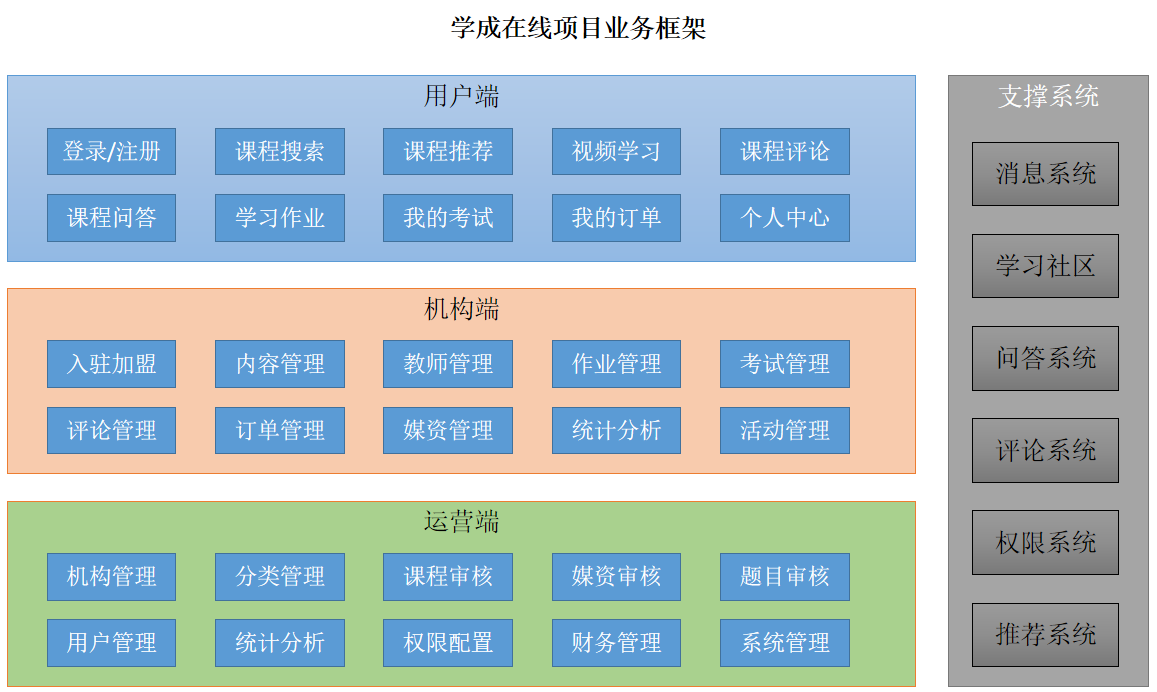 学成在线项目业务框架
用户端
登录/注册 课程搜索 课程推荐 视频学习 课程评论
课程问答 学习作业 我的考试 我的订单 个人中心
机构端
入驻加盟 内容管理 教师管理 作业管理 考试管理
评论管理 订单管理 媒资管理 统计分析 活动管理
运营端
机构管理 分类管理 课程审核 媒资审核 题目审核
用户管理 统计分析 权限配置 财务管理 系统管理
支撑系统
消息系统
学习社区
问答系统
评论系统
权限系统
推荐系统